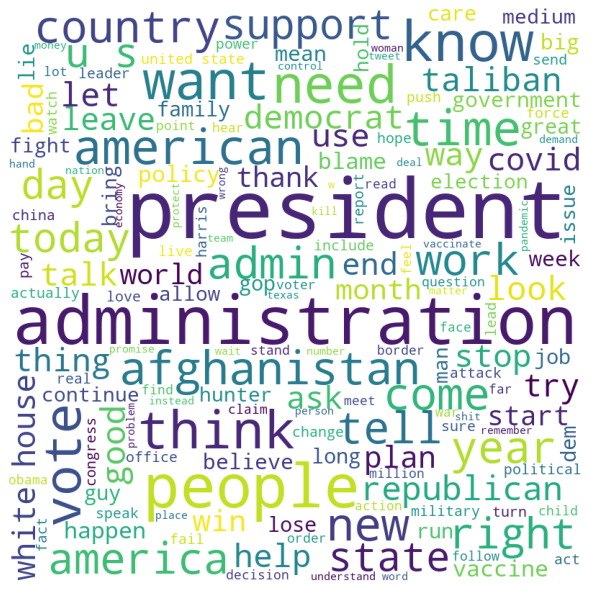 country
support
care
medium
know
big
lie
u s
money
lot
united state
power
mean
hold
woman
tweet
send
control
leader
want
need
taliban
bad
let
watch
family
time
push
force
government
great
democrat
leave
point
hear
american
use
hope
deal
demand
way
covid
fight
hand
nation
bring
policy
thank
blame
election
issue
day
china
economy
protect
wrong
w
read
report
president
pay
live
harris
team
kill
vaccinate
pandemic
today
admin
include
feel
end
work
week
talk
world
gop
voter
question
look
actually
love
allow
texas
month
matter
lead
face
administration
promise
wait
stand
number
border
man
thing
afghanistan
stop
job
real
instead
find
hunter
ask
meet
attack
come
far
try
continue
vote
good
problem
claim
person
change
war
shit
sure
remember
start
dem
white house
congress
think
tell
year
office
believe
long
plan
obama
guy
people
million
republican
political
speak
place
win
action
military
turn
child
fact
happen
fail
order
lose
new
run
right
america
help
state
vaccine
decision
understand
word
follow
act